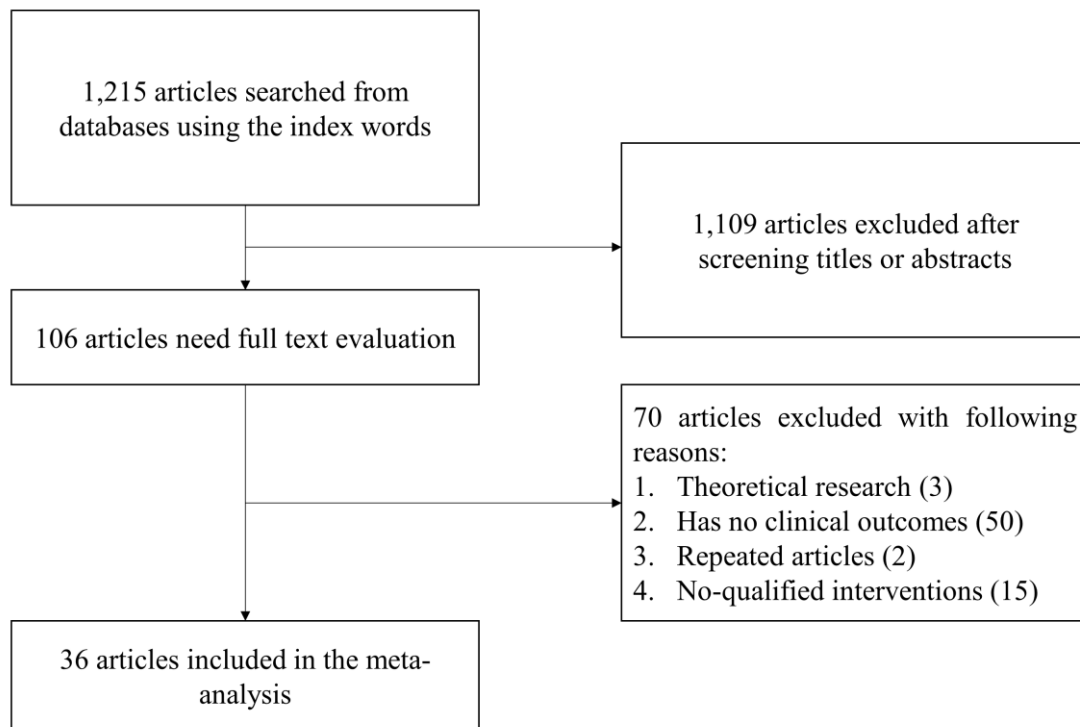 1,215 articles searched from
databases using the index words
1,109 articles excluded after
screening titles or abstracts
106 articles need full text evaluation
70 articles excluded with following
reasons:
1. Theoretical research (3)
2. Has no clinical outcomes (50)
3. Repeated articles (2)
4. No-qualified interventions (15)
36 articles included in the meta-
analysis